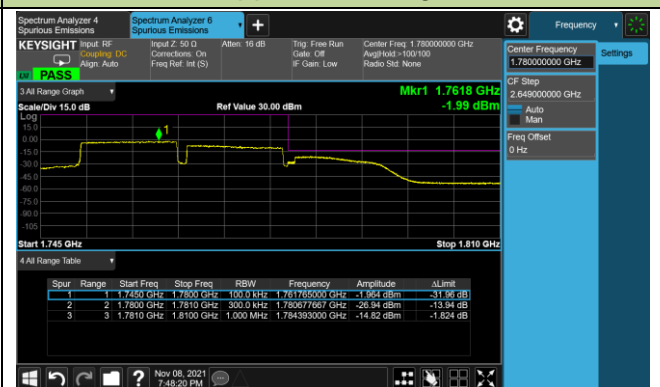 Spectrum Analyzer 4
Spurious Emissions
Spectrum Analyzer 6
Spurious Emissions
Frequency
KEYSIGHT
Input: RF
Coupling: DC
Align: Auto
Input Z: 50 Ω
Corrections: On
Freq Ref: Int (S)
Atten: 16 dB
Trig: Free Run
Gate: Off
IF Gain: Low
Center Freq: 1.780000000 GHz
Avg|Hold:>100/100
Radio Std: None
LXI PASS
Center Frequency
1.780000000 GHz
Settings
CF Step
2.649000000 GHz
Auto
Man
Freq Offset
0 Hz
3 All Range Graph
Mkr1 1.7618 GHz
Scale/Div 15.0 dB
Ref Value 30.00 dBm
-1.99 dBm
Log
15.0
0.00
-15.0
-30.0
-45.0
-60.0
-75.0
-90.0
-105
1
Start 1.745 GHz
Stop 1.810 GHz
4 All Range Table
Spur Range Start Freq Stop Freq RBW Frequency Amplitude ΔLimit
1 1 1.7450 GHz 1.7800 GHz 100.0 kHz 1.761765000 GHz -1.964 dBm -31.96 dB
2 2 1.7800 GHz 1.7810 GHz 300.0 kHz 1.780677667 GHz -26.94 dBm -13.94 dB
3 3 1.7810 GHz 1.8100 GHz 1.000 MHz 1.784393000 GHz -14.82 dBm -1.824 dB
Nov 08, 2021
7:48:20 PM